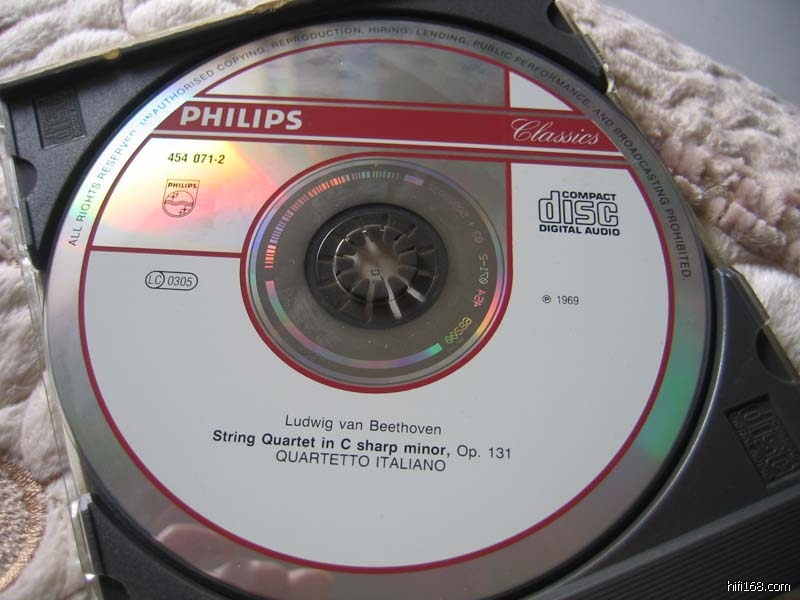 ALL RIGHTS RESERVED. UNAUTHORISED COPYING, REPRODUCTION, HIRING, LENDING, PUBLIC PERFORMANCE AND BROADCASTING PROHIBITED.
PHILIPS
Classics
454 071-2
PHILIPS
COMPACT
disc
DIGITAL AUDIO
LC 0305
℗ 1969
Ludwig van Beethoven
String Quartet in C sharp minor, Op. 131
QUARTETTO ITALIANO
disc
hifi168.com